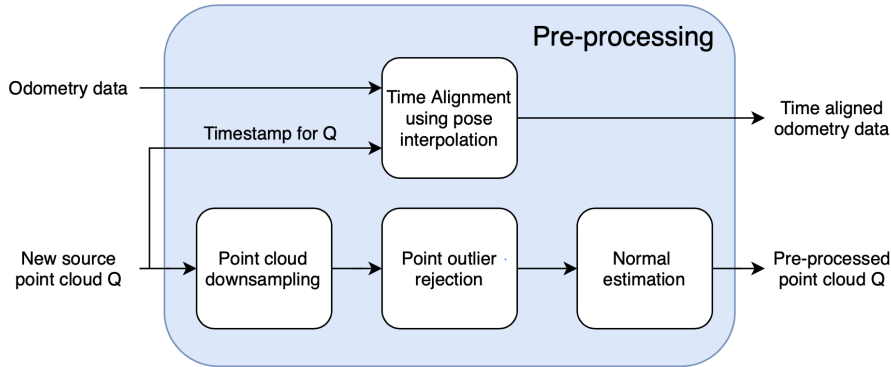 Pre-processing
Odometry data
Time Alignment
using pose
interpolation
Time aligned
odometry data
Timestamp for Q
New source
point cloud Q
Point cloud
downsampling
Point outlier
rejection
Normal
estimation
Pre-processed
point cloud Q